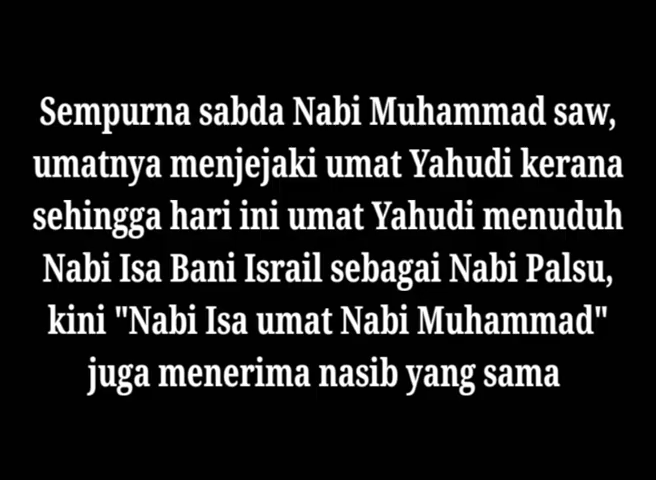 Sempurna sabda Nabi Muhammad saw,
umatnya menjejaki umat Yahudi kerana
sehingga hari ini umat Yahudi menuduh
Nabi Isa Bani Israil sebagai Nabi Palsu,
kini "Nabi Isa umat Nabi Muhammad"
juga menerima nasib yang sama